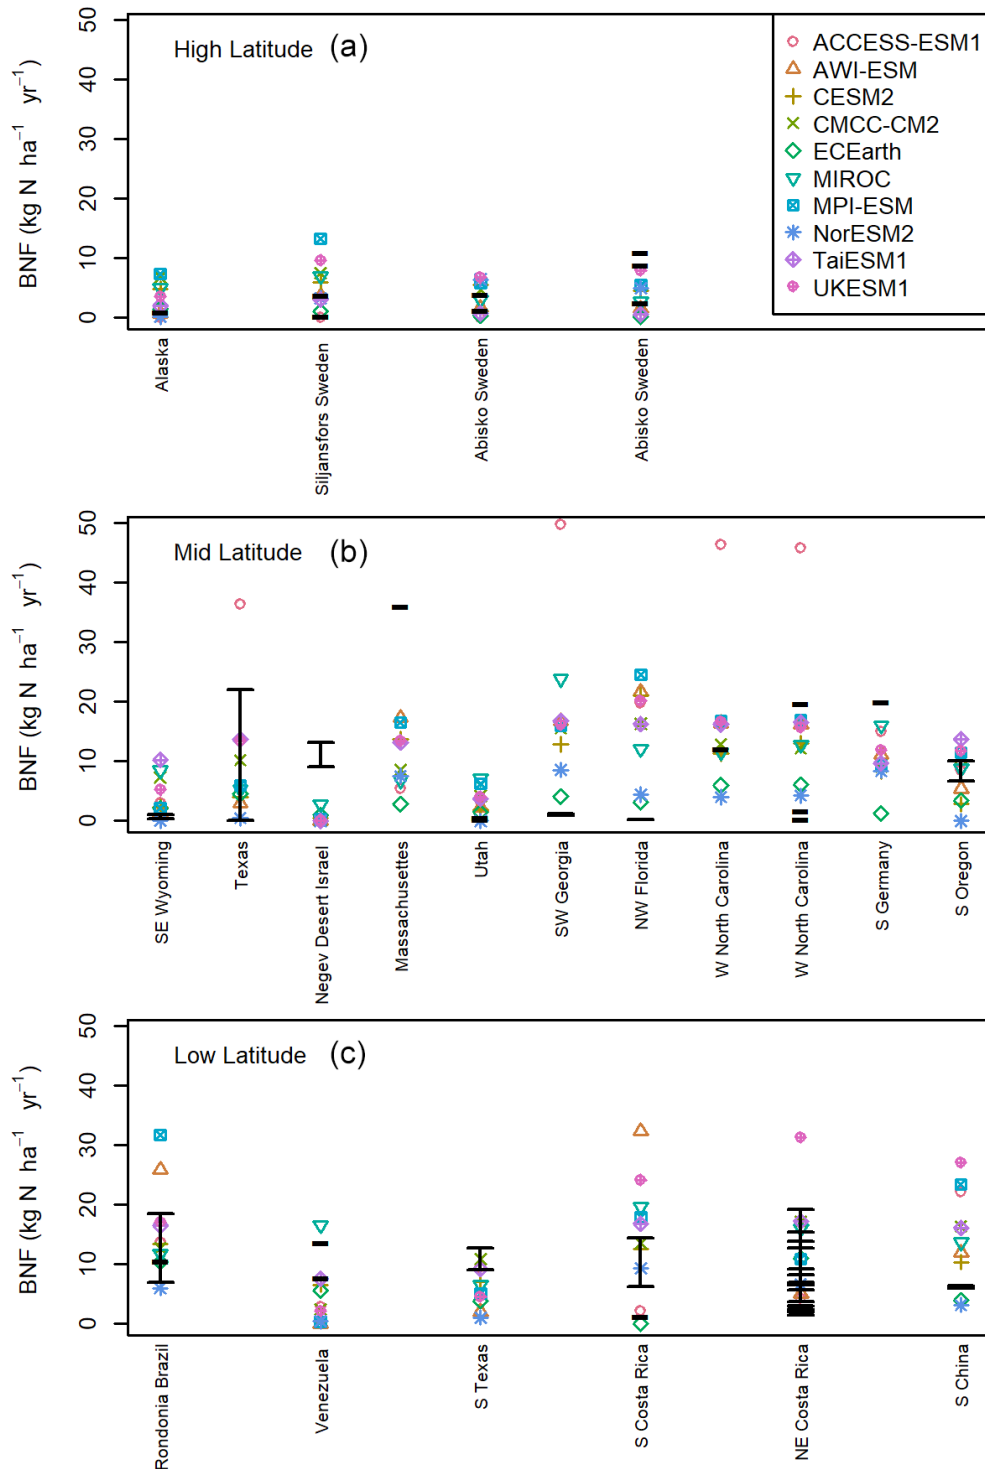 High Latitude (a)
BNF (kg N ha⁻¹ yr⁻¹)
50
40
30
20
10
0
ACCESS-ESM1
AWI-ESM
CESM2
CMCC-CM2
ECEarth
MIROC
MPI-ESM
NorESM2
TaiESM1
UKESM1
Alaska
Siljansfors Sweden
Abisko Sweden
Abisko Sweden
Mid Latitude (b)
BNF (kg N ha⁻¹ yr⁻¹)
50
40
30
20
10
0
SE Wyoming
Texas
Negev Desert Israel
Massachusettes
Utah
SW Georgia
NW Florida
W North Carolina
W North Carolina
S Germany
S Oregon
Low Latitude (c)
BNF (kg N ha⁻¹ yr⁻¹)
50
40
30
20
10
0
Rondonia Brazil
Venezuela
S Texas
S Costa Rica
NE Costa Rica
S China